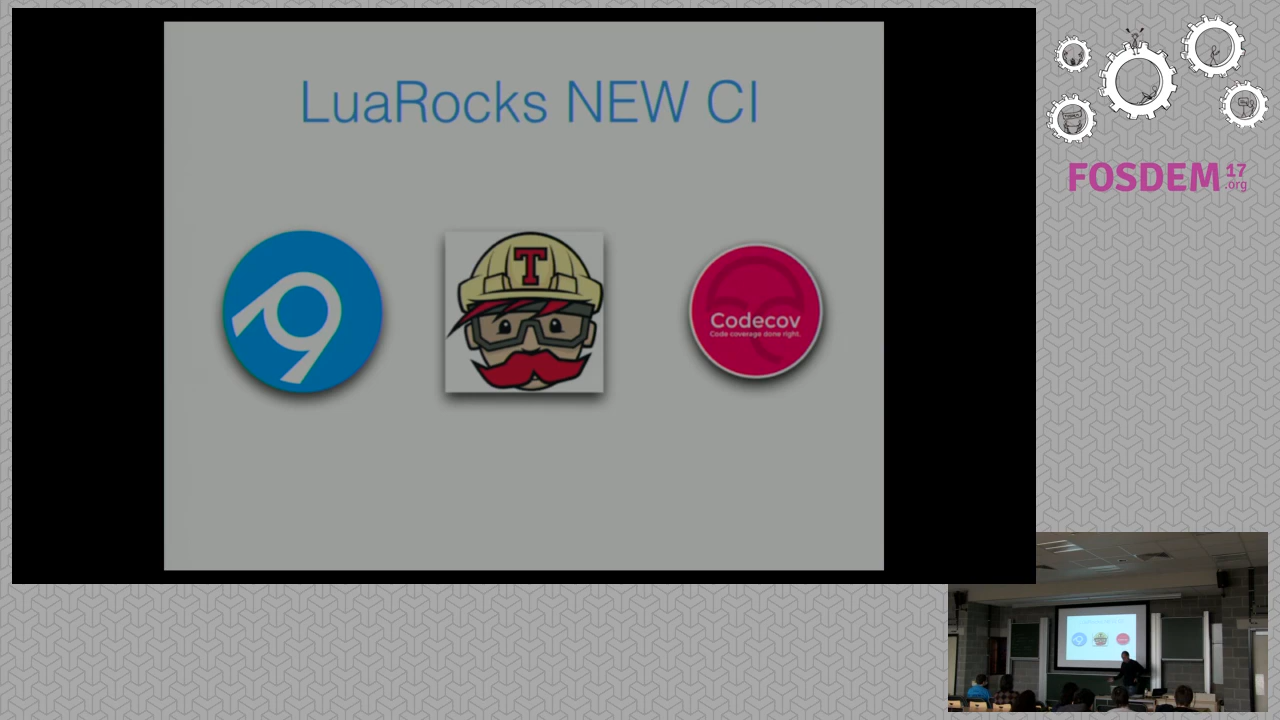 LuaRocks NEW CI
T
Codecov
Code coverage done right.
FOSDEM 17
.org